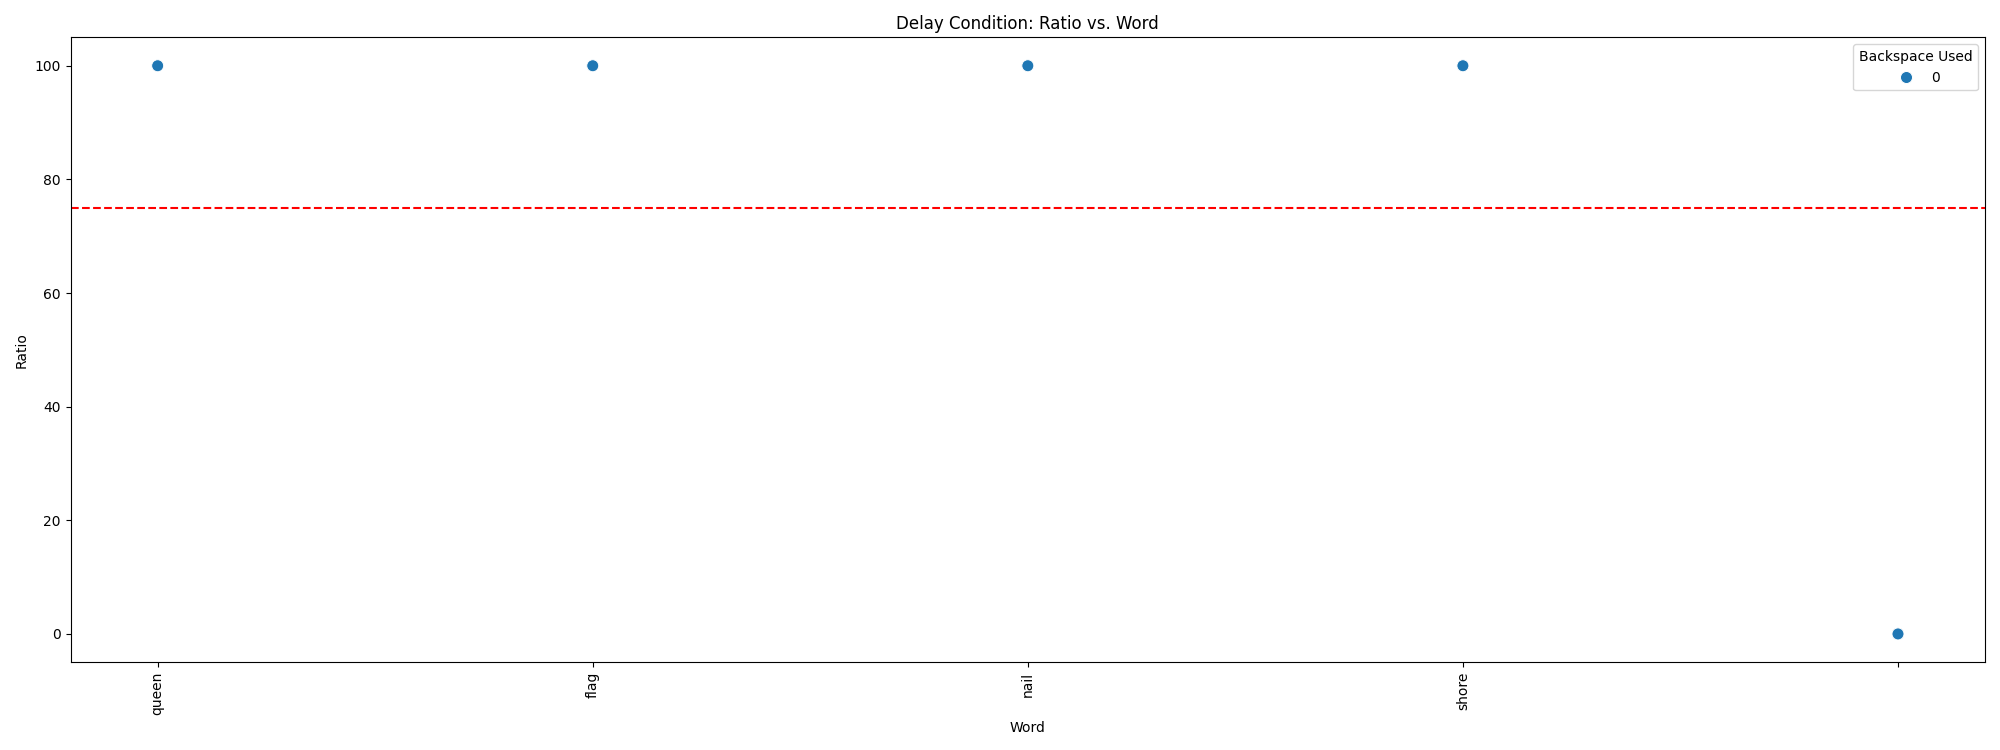 Delay Condition: Ratio vs. Word
Backspace Used
0
100
80
60
40
20
0
Ratio
queen
flag
nail
shore
Word